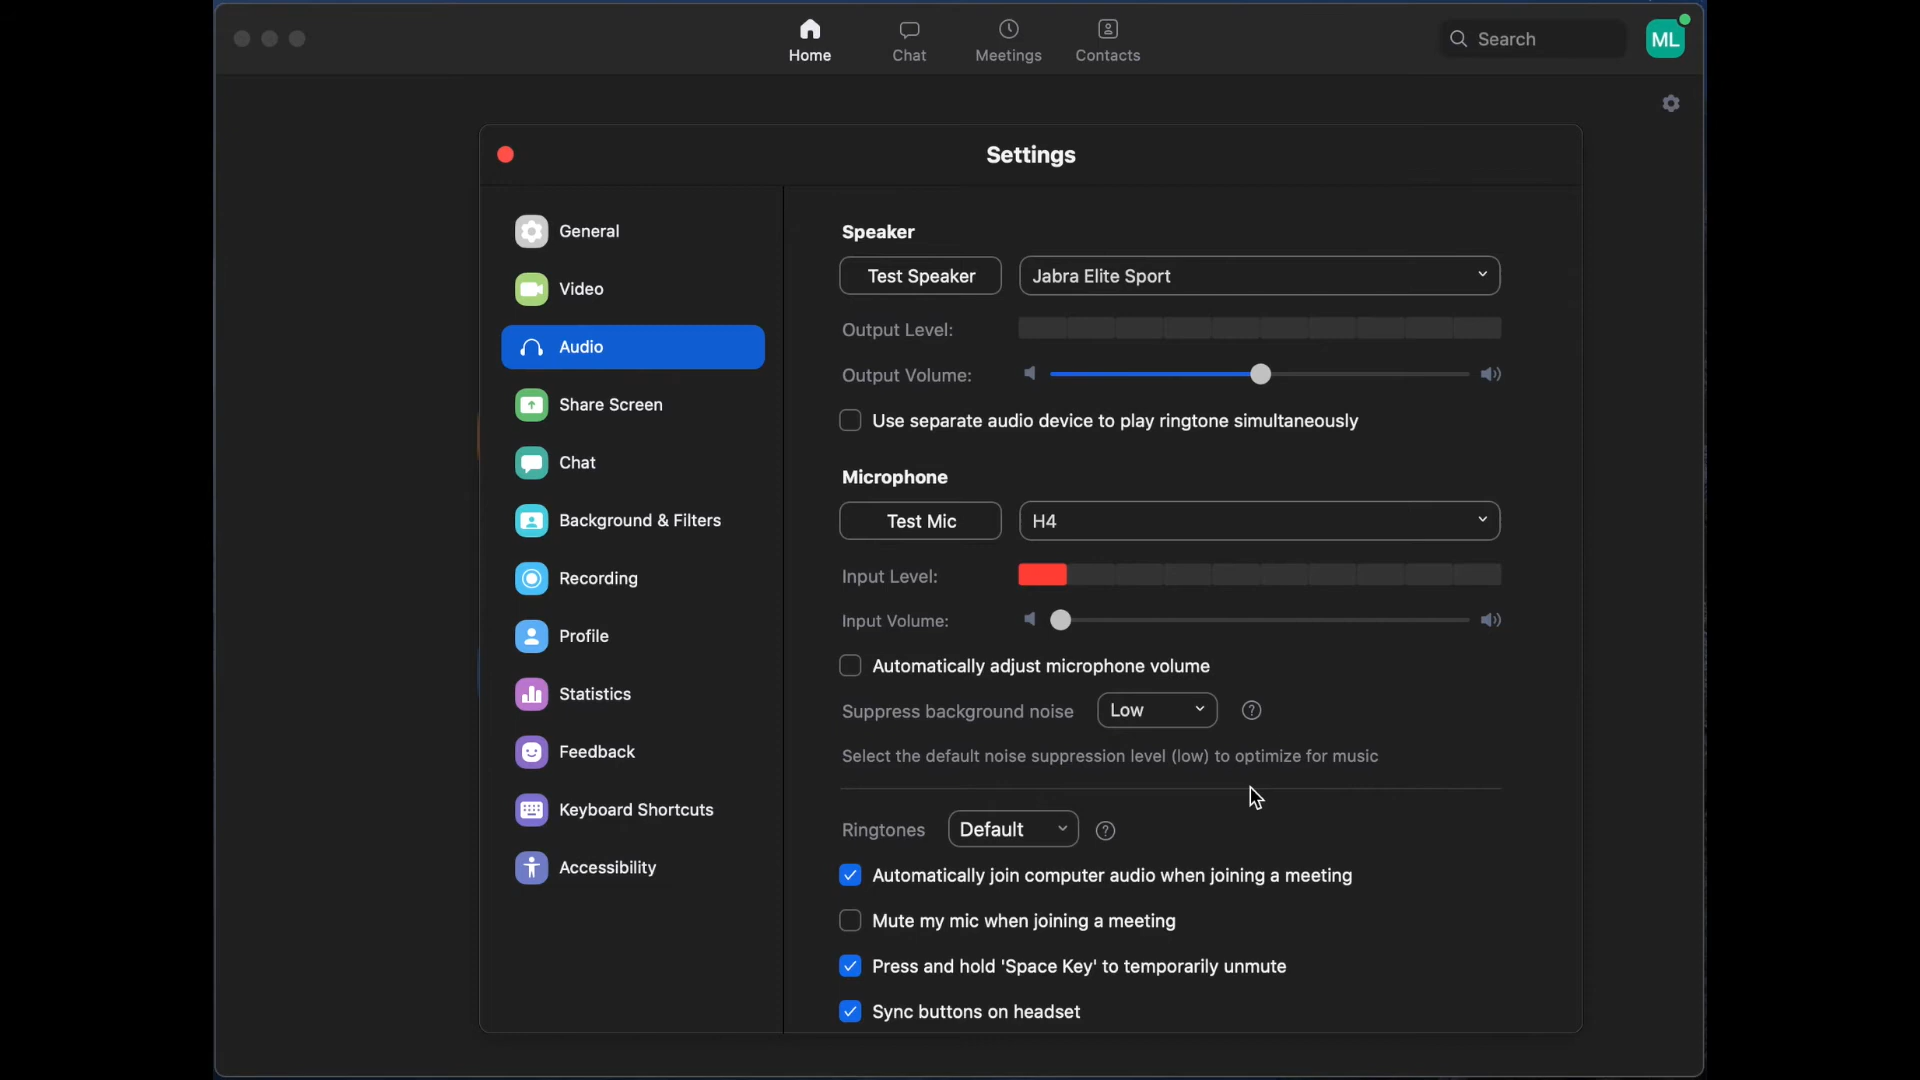 Home
Chat
Meetings
Contacts
Search
ML
Settings
General
Video
Audio
Share Screen
Chat
Background & Filters
Recording
Profile
Statistics
Feedback
Keyboard Shortcuts
Accessibility
Speaker
Test Speaker
Jabra Elite Sport
Output Level:
Output Volume:
Use separate audio device to play ringtone simultaneously
Microphone
Test Mic
H4
Input Level:
Input Volume:
Automatically adjust microphone volume
Suppress background noise
Low
?
Select the default noise suppression level (low) to optimize for music
Ringtones
Default
?
Automatically join computer audio when joining a meeting
Mute my mic when joining a meeting
Press and hold 'Space Key' to temporarily unmute
Sync buttons on headset